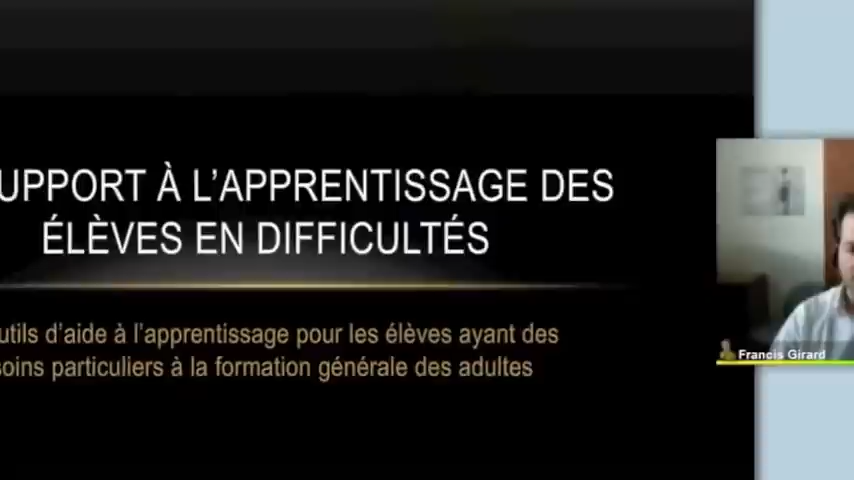 UPPORT À L'APPRENTISSAGE DES
ÉLÈVES EN DIFFICULTÉS
utils d'aide à l'apprentissage pour les élèves ayant des
soins particuliers à la formation générale des adultes
Francis Girard